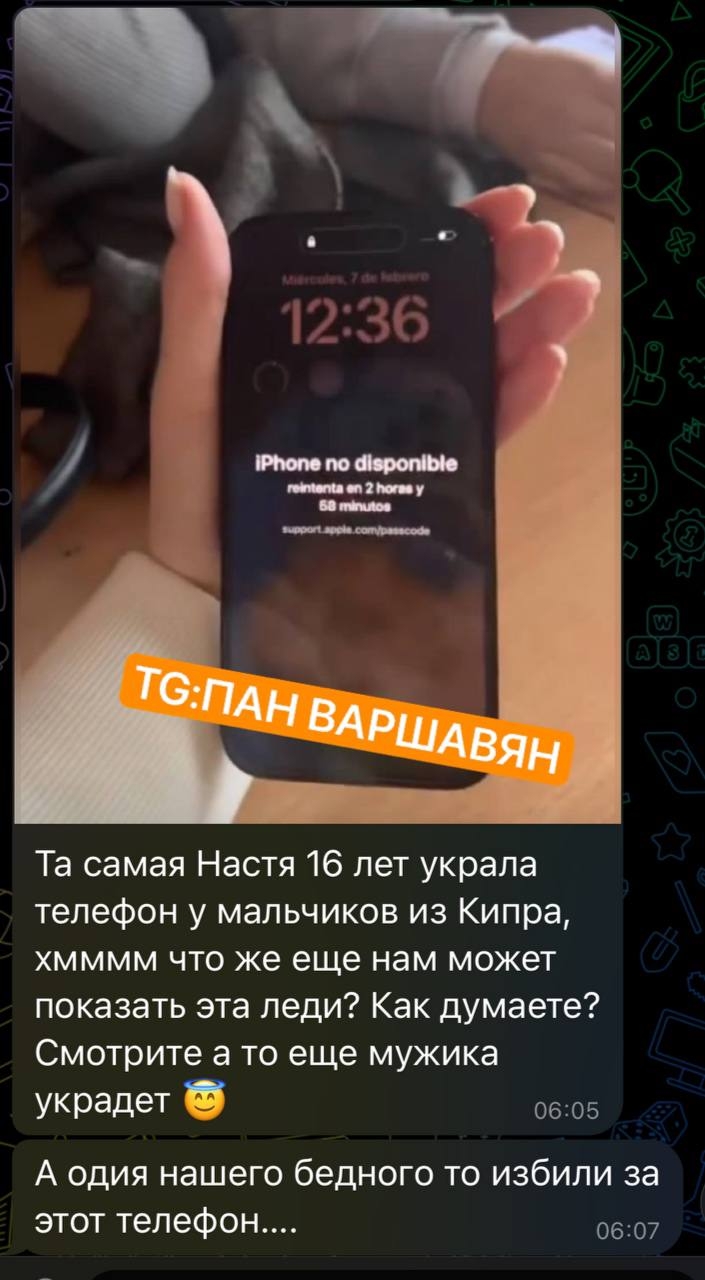 Miércoles, 7 de febrero
12:36
iPhone no disponible
reintenta en 2 horas y
58 minutos
support.apple.com/passcode
TG:ПАН ВАРШАВЯН
Та самая Настя 16 лет украла
телефон у мальчиков из Кипра,
хмммм что же еще нам может
показать эта леди? Как думаете?
Смотрите а то еще мужика
украдет 😇
06:05
А одия нашего бедного то избили за
этот телефон....
06:07